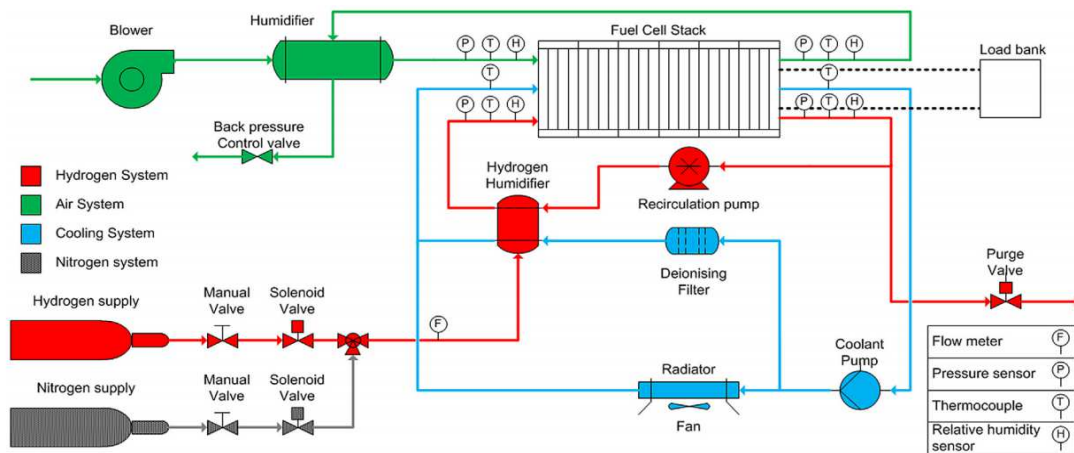 Blower
Humidifier
Fuel Cell Stack
Load bank
P T H
P T H
T
T
P T H
P T H
Back pressure
Control valve
Hydrogen
Humidifier
Recirculation pump
Hydrogen System
Air System
Cooling System
Nitrogen system
Deionising
Filter
Purge
Valve
Hydrogen supply
Manual
Valve
Solenoid
Valve
F
Nitrogen supply
Manual
Valve
Solenoid
Valve
Radiator
Fan
Coolant
Pump
Flow meter F
Pressure sensor P
Thermocouple T
Relative humidity
sensor H